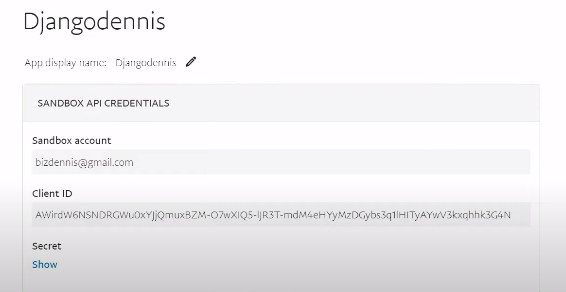 Djangodennis
App display name: Djangodennis
SANDBOX API CREDENTIALS
Sandbox account
bizdennis@gmail.com
Client ID
AWirdW6NSNDRGWu0xYJjQmuxBZM-O7wXIQ5-ljR3T-mdM4eHYyMzDGybs3q1lHITyAYwV3kxqhhk3G4N
Secret
Show